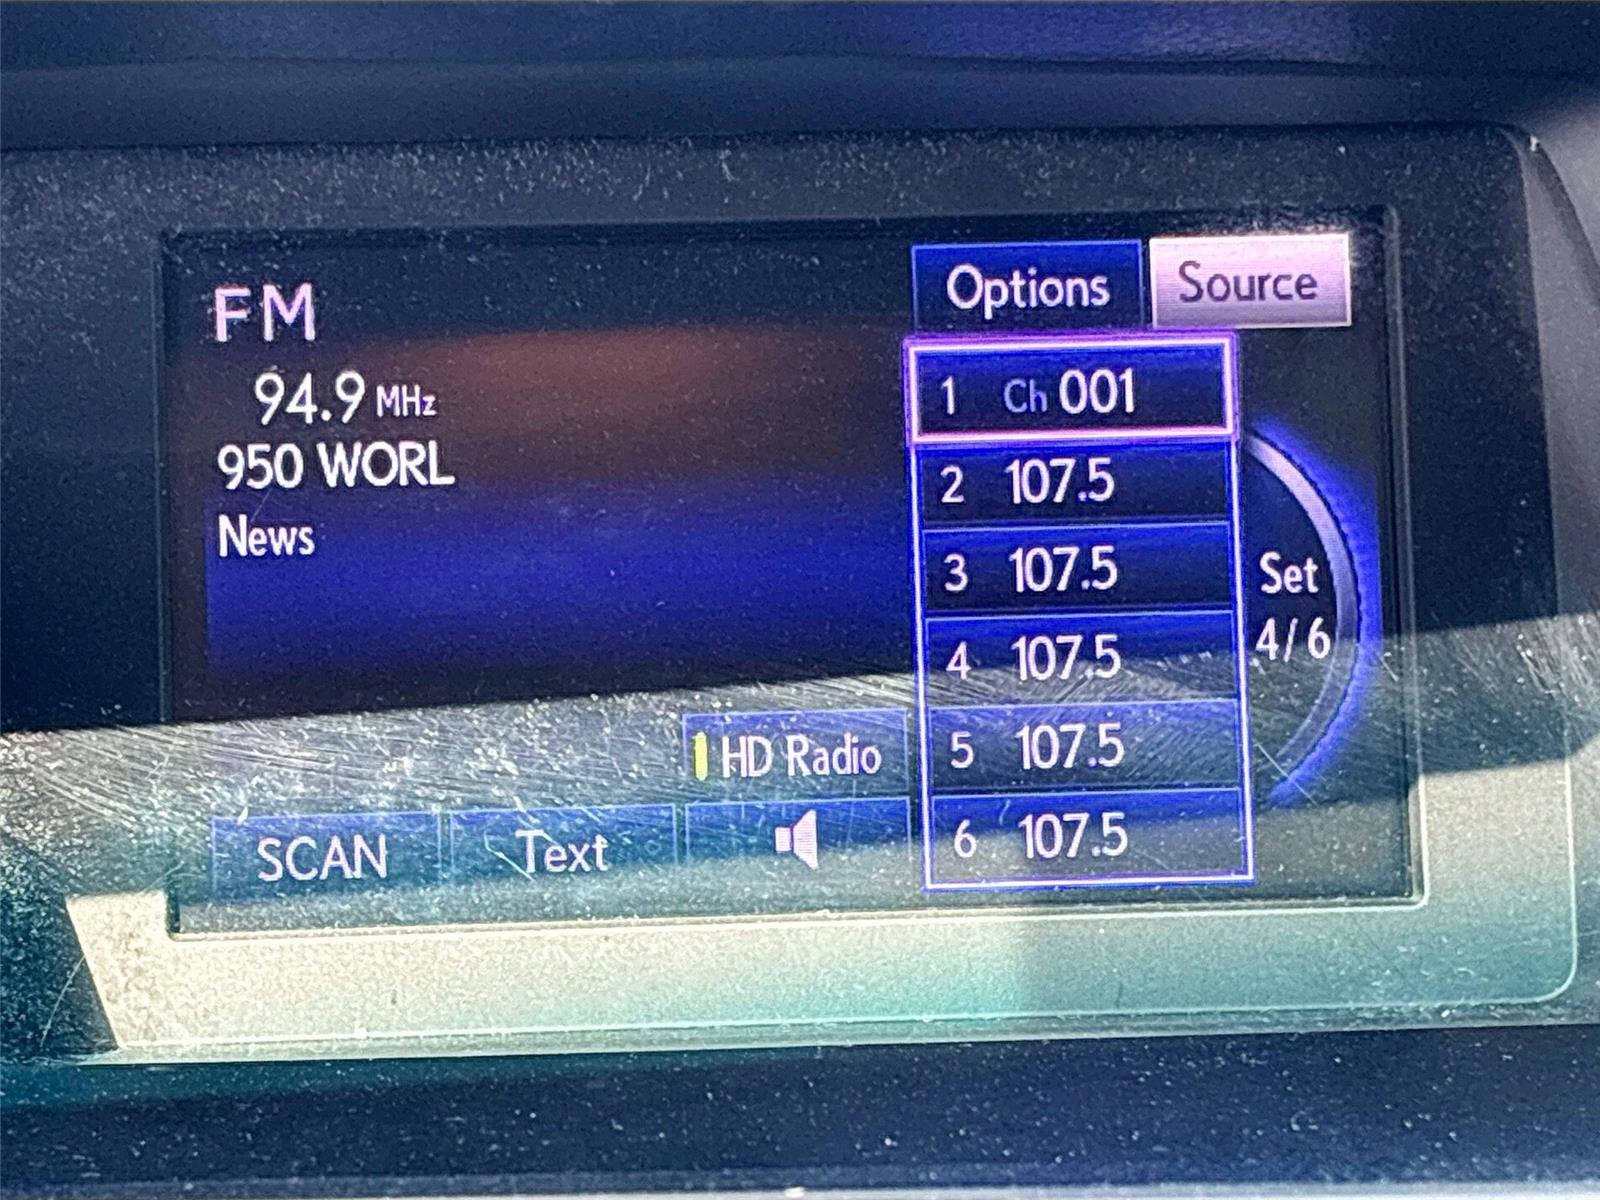 FM
94.9 MHz
950 WORL
News
Options
Source
1 Ch 001
2 107.5
3 107.5
4 107.5
5 107.5
6 107.5
Set
4/6
HD Radio
SCAN
Text